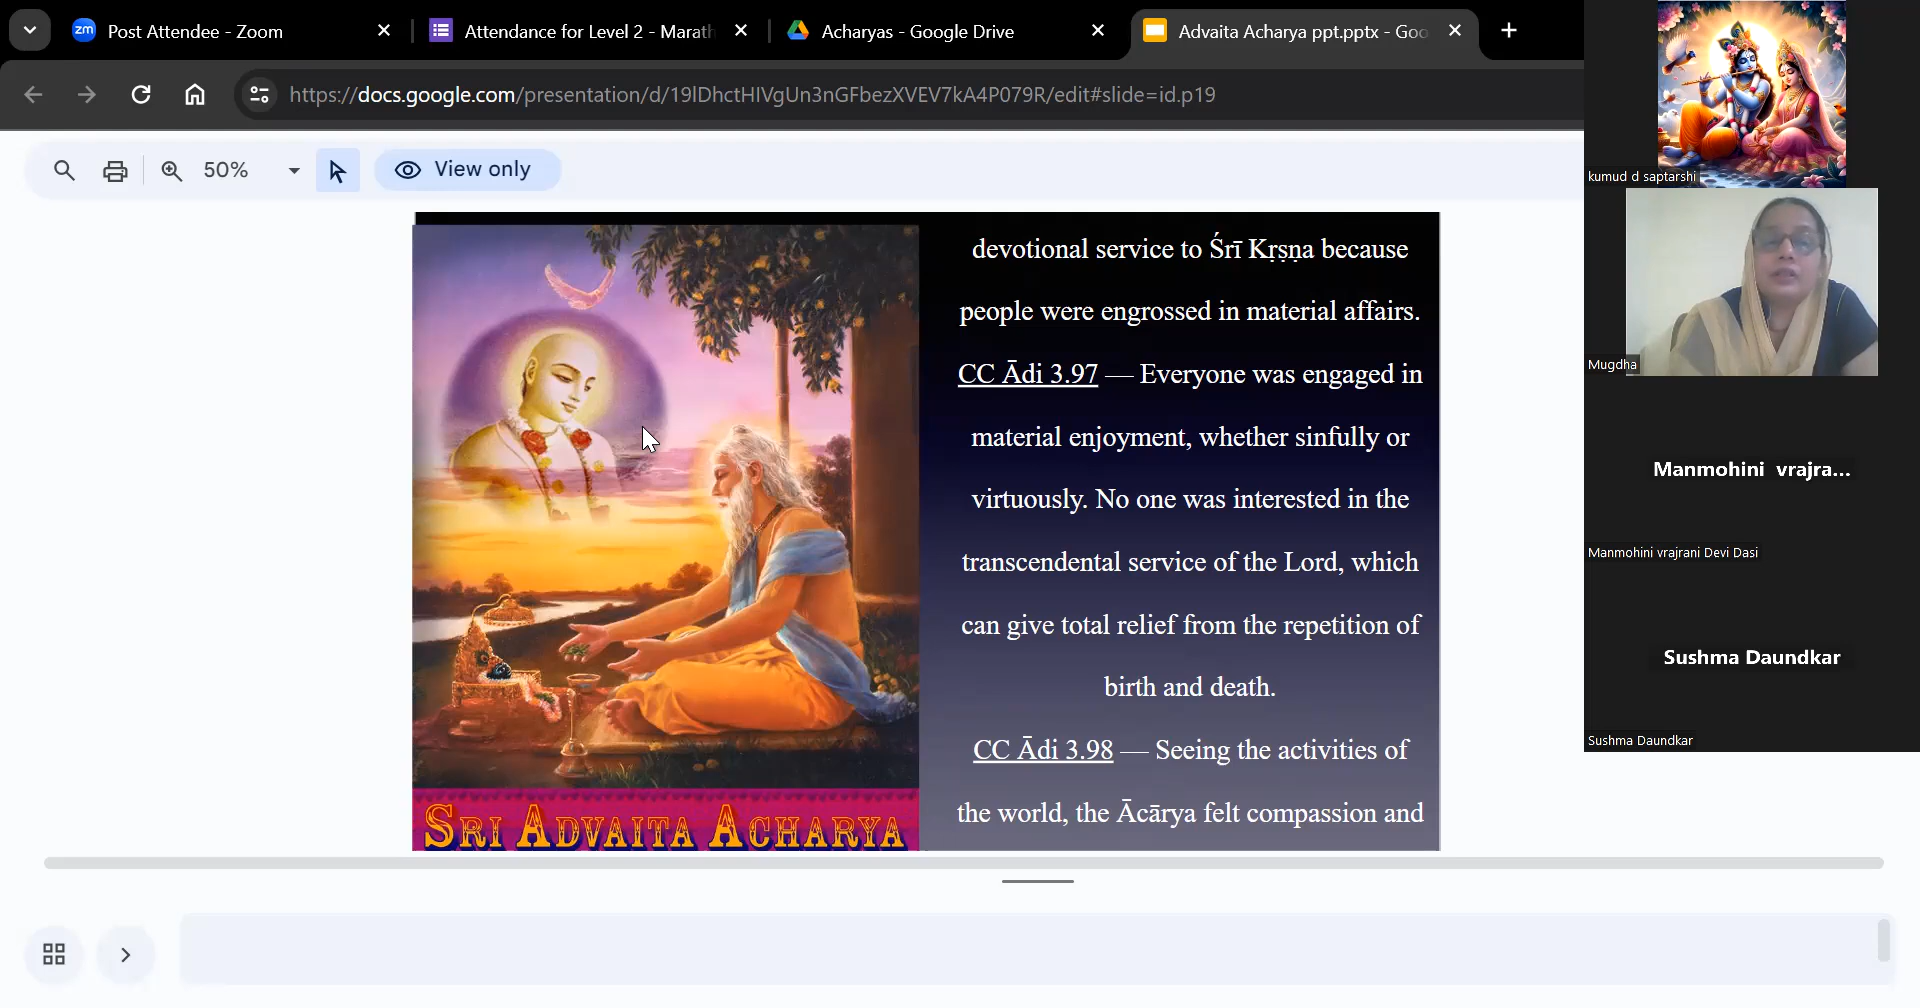 Post Attendee - Zoom
Attendance for Level 2 - Marath
Acharyas - Google Drive
Advaita Acharya ppt.pptx - Goo
https://docs.google.com/presentation/d/19IDhctHIVgUn3nGFbezXVEV7kA4P079R/edit#slide=id.p19
50%
View only
devotional service to Śrī Kṛṣṇa because
people were engrossed in material affairs.
CC Ādi 3.97 — Everyone was engaged in
material enjoyment, whether sinfully or
virtuously. No one was interested in the
transcendental service of the Lord, which
can give total relief from the repetition of
birth and death.
CC Ādi 3.98 — Seeing the activities of
the world, the Ācārya felt compassion and
SRI ADVAITA ACHARYA
kumud d saptarshi
Mugdha
Manmohini vrajra...
Manmohini vrajrani Devi Dasi
Sushma Daundkar
Sushma Daundkar
zm